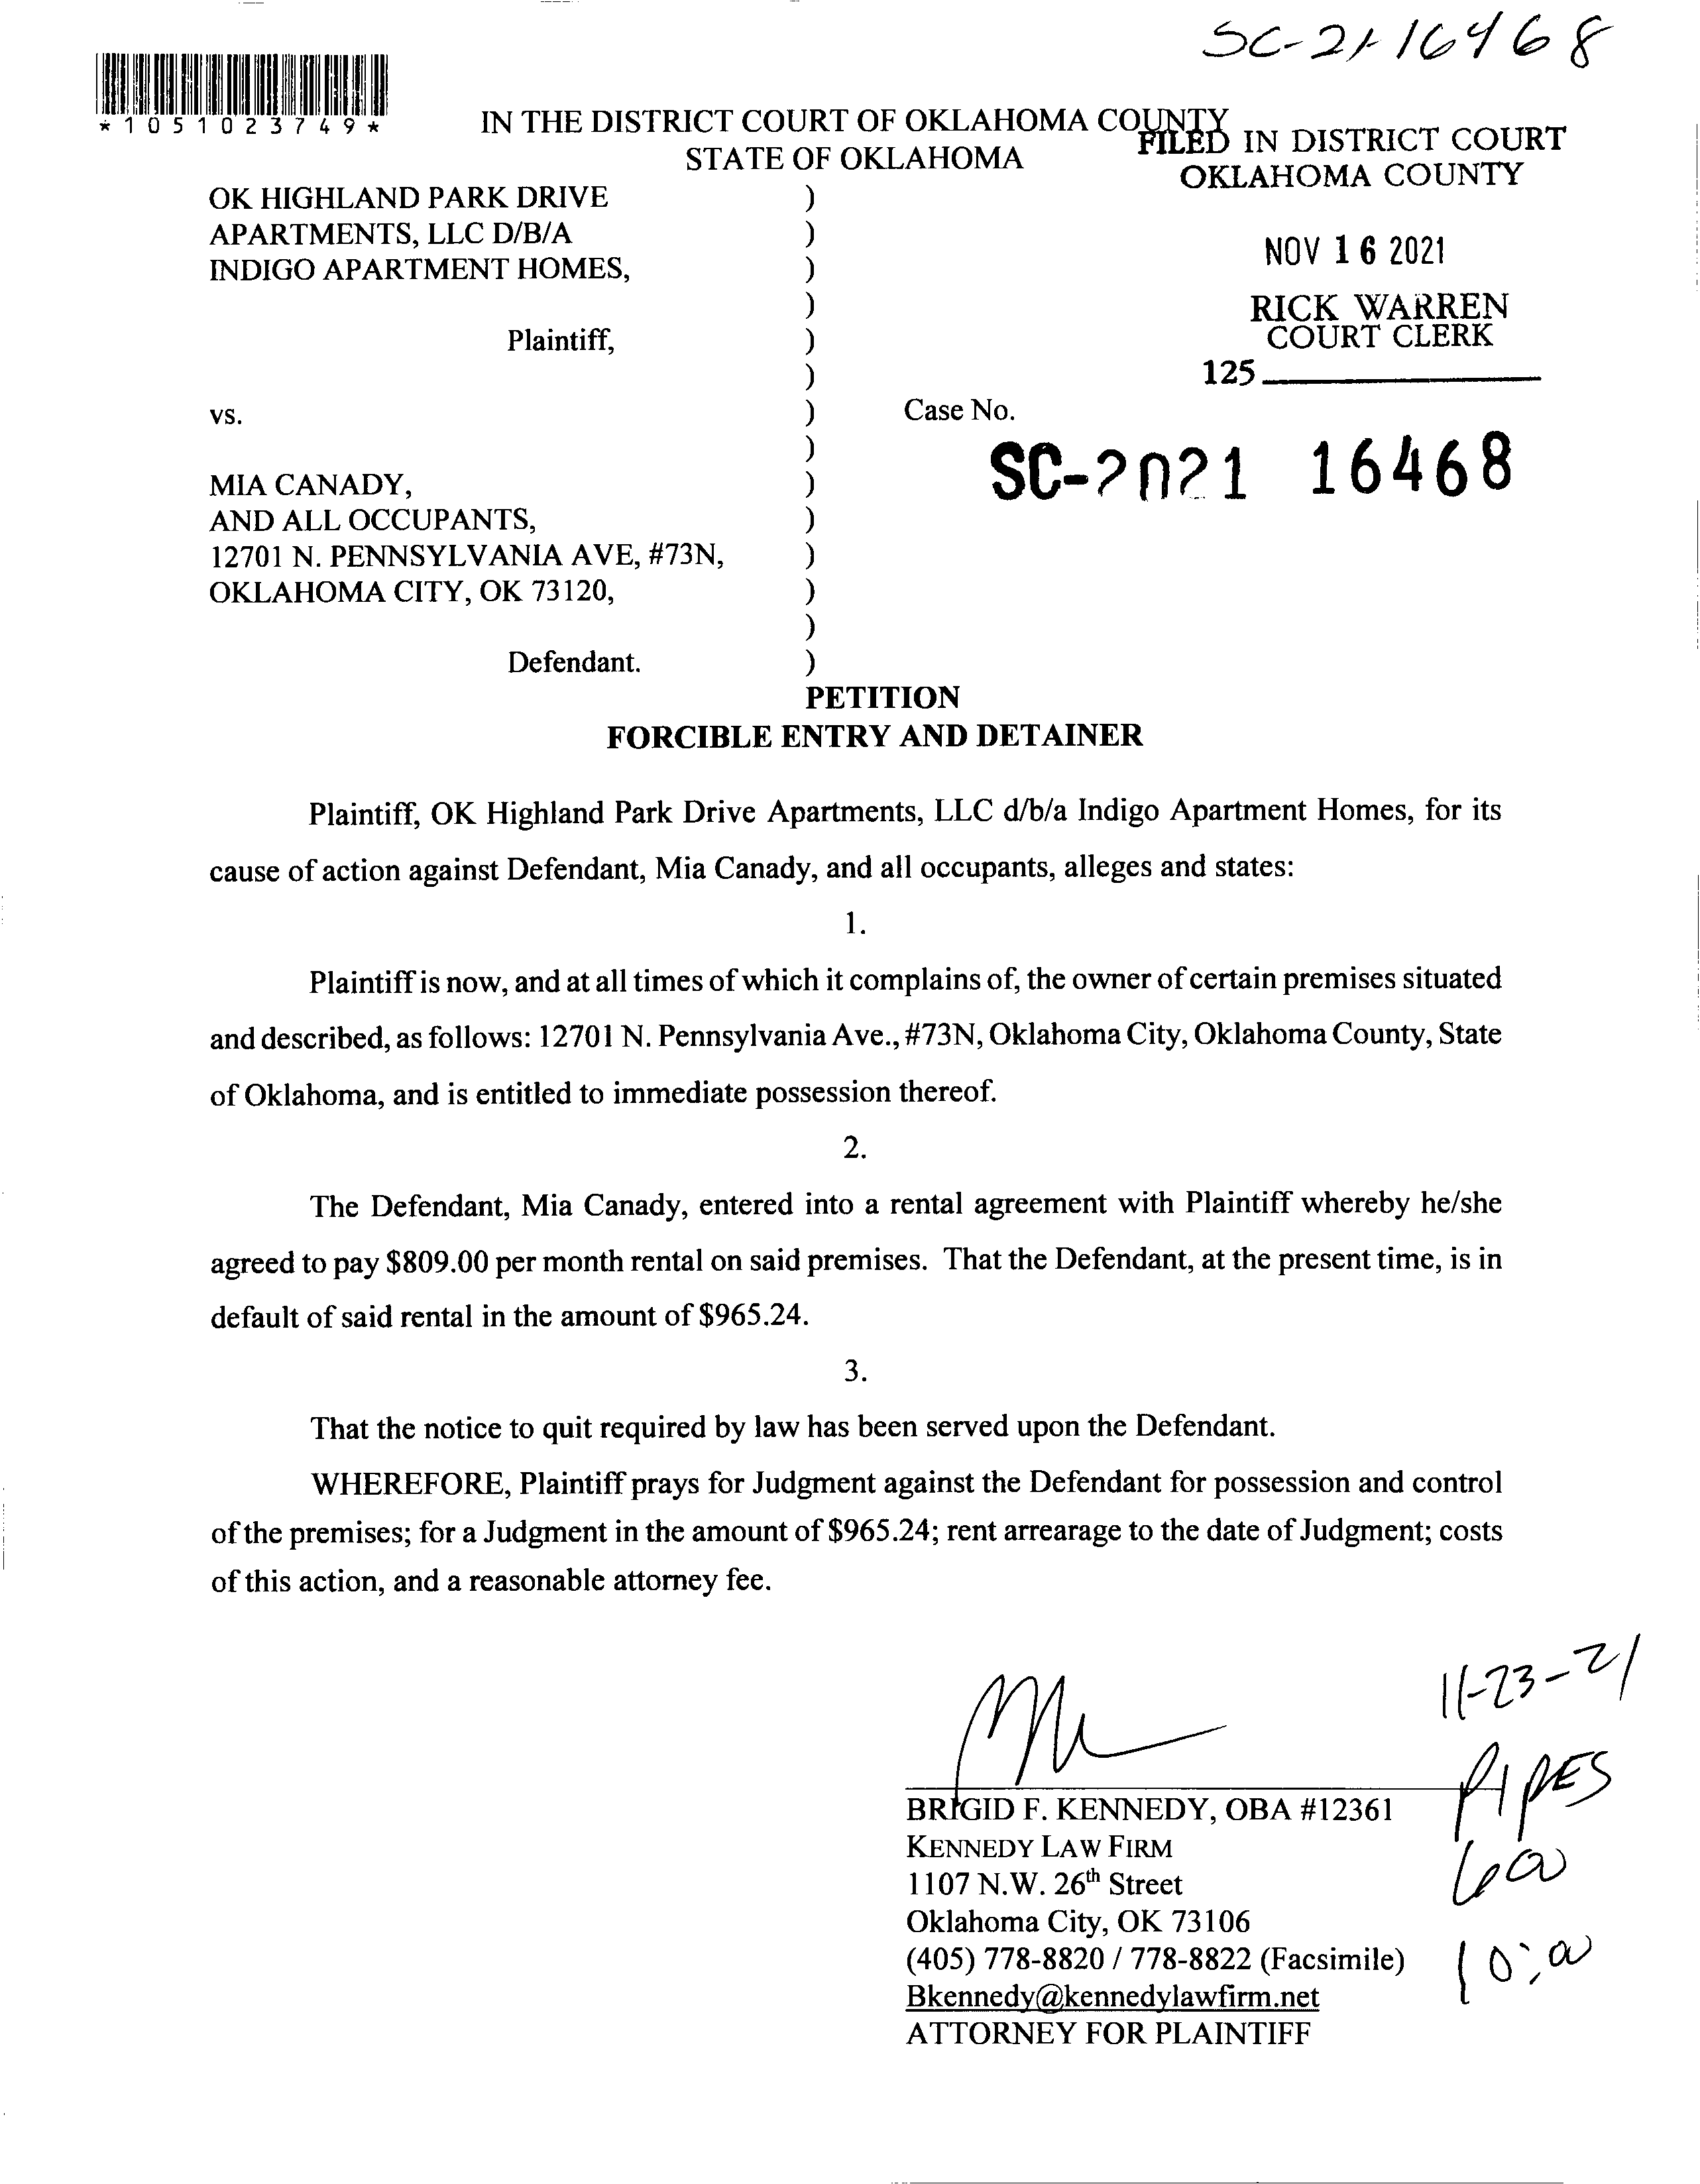 SC-21-16468
*1051023749*
IN THE DISTRICT COURT OF OKLAHOMA COUNTY
STATE OF OKLAHOMA
FILED IN DISTRICT COURT
OKLAHOMA COUNTY
NOV 16 2021
RICK WARREN
COURT CLERK
125
OK HIGHLAND PARK DRIVE )
APARTMENTS, LLC D/B/A )
INDIGO APARTMENT HOMES, )
)
Plaintiff, )
)
vs. ) Case No.
) SC-2021 16468
MIA CANADY, )
AND ALL OCCUPANTS, )
12701 N. PENNSYLVANIA AVE, #73N, )
OKLAHOMA CITY, OK 73120, )
)
Defendant. )
PETITION
FORCIBLE ENTRY AND DETAINER
Plaintiff, OK Highland Park Drive Apartments, LLC d/b/a Indigo Apartment Homes, for its
cause of action against Defendant, Mia Canady, and all occupants, alleges and states:
1.
Plaintiff is now, and at all times of which it complains of, the owner of certain premises situated
and described, as follows: 12701 N. Pennsylvania Ave., #73N, Oklahoma City, Oklahoma County, State
of Oklahoma, and is entitled to immediate possession thereof.
2.
The Defendant, Mia Canady, entered into a rental agreement with Plaintiff whereby he/she
agreed to pay $809.00 per month rental on said premises. That the Defendant, at the present time, is in
default of said rental in the amount of $965.24.
3.
That the notice to quit required by law has been served upon the Defendant.
WHEREFORE, Plaintiff prays for Judgment against the Defendant for possession and control
of the premises; for a Judgment in the amount of $965.24; rent arrearage to the date of Judgment; costs
of this action, and a reasonable attorney fee.
11-23-21
PIPES
10:00
BRIGID F. KENNEDY, OBA #12361
KENNEDY LAW FIRM
1107 N.W. 26th Street
Oklahoma City, OK 73106
(405) 778-8820 / 778-8822 (Facsimile)
Bkennedy@kennedylawfirm.net
ATTORNEY FOR PLAINTIFF